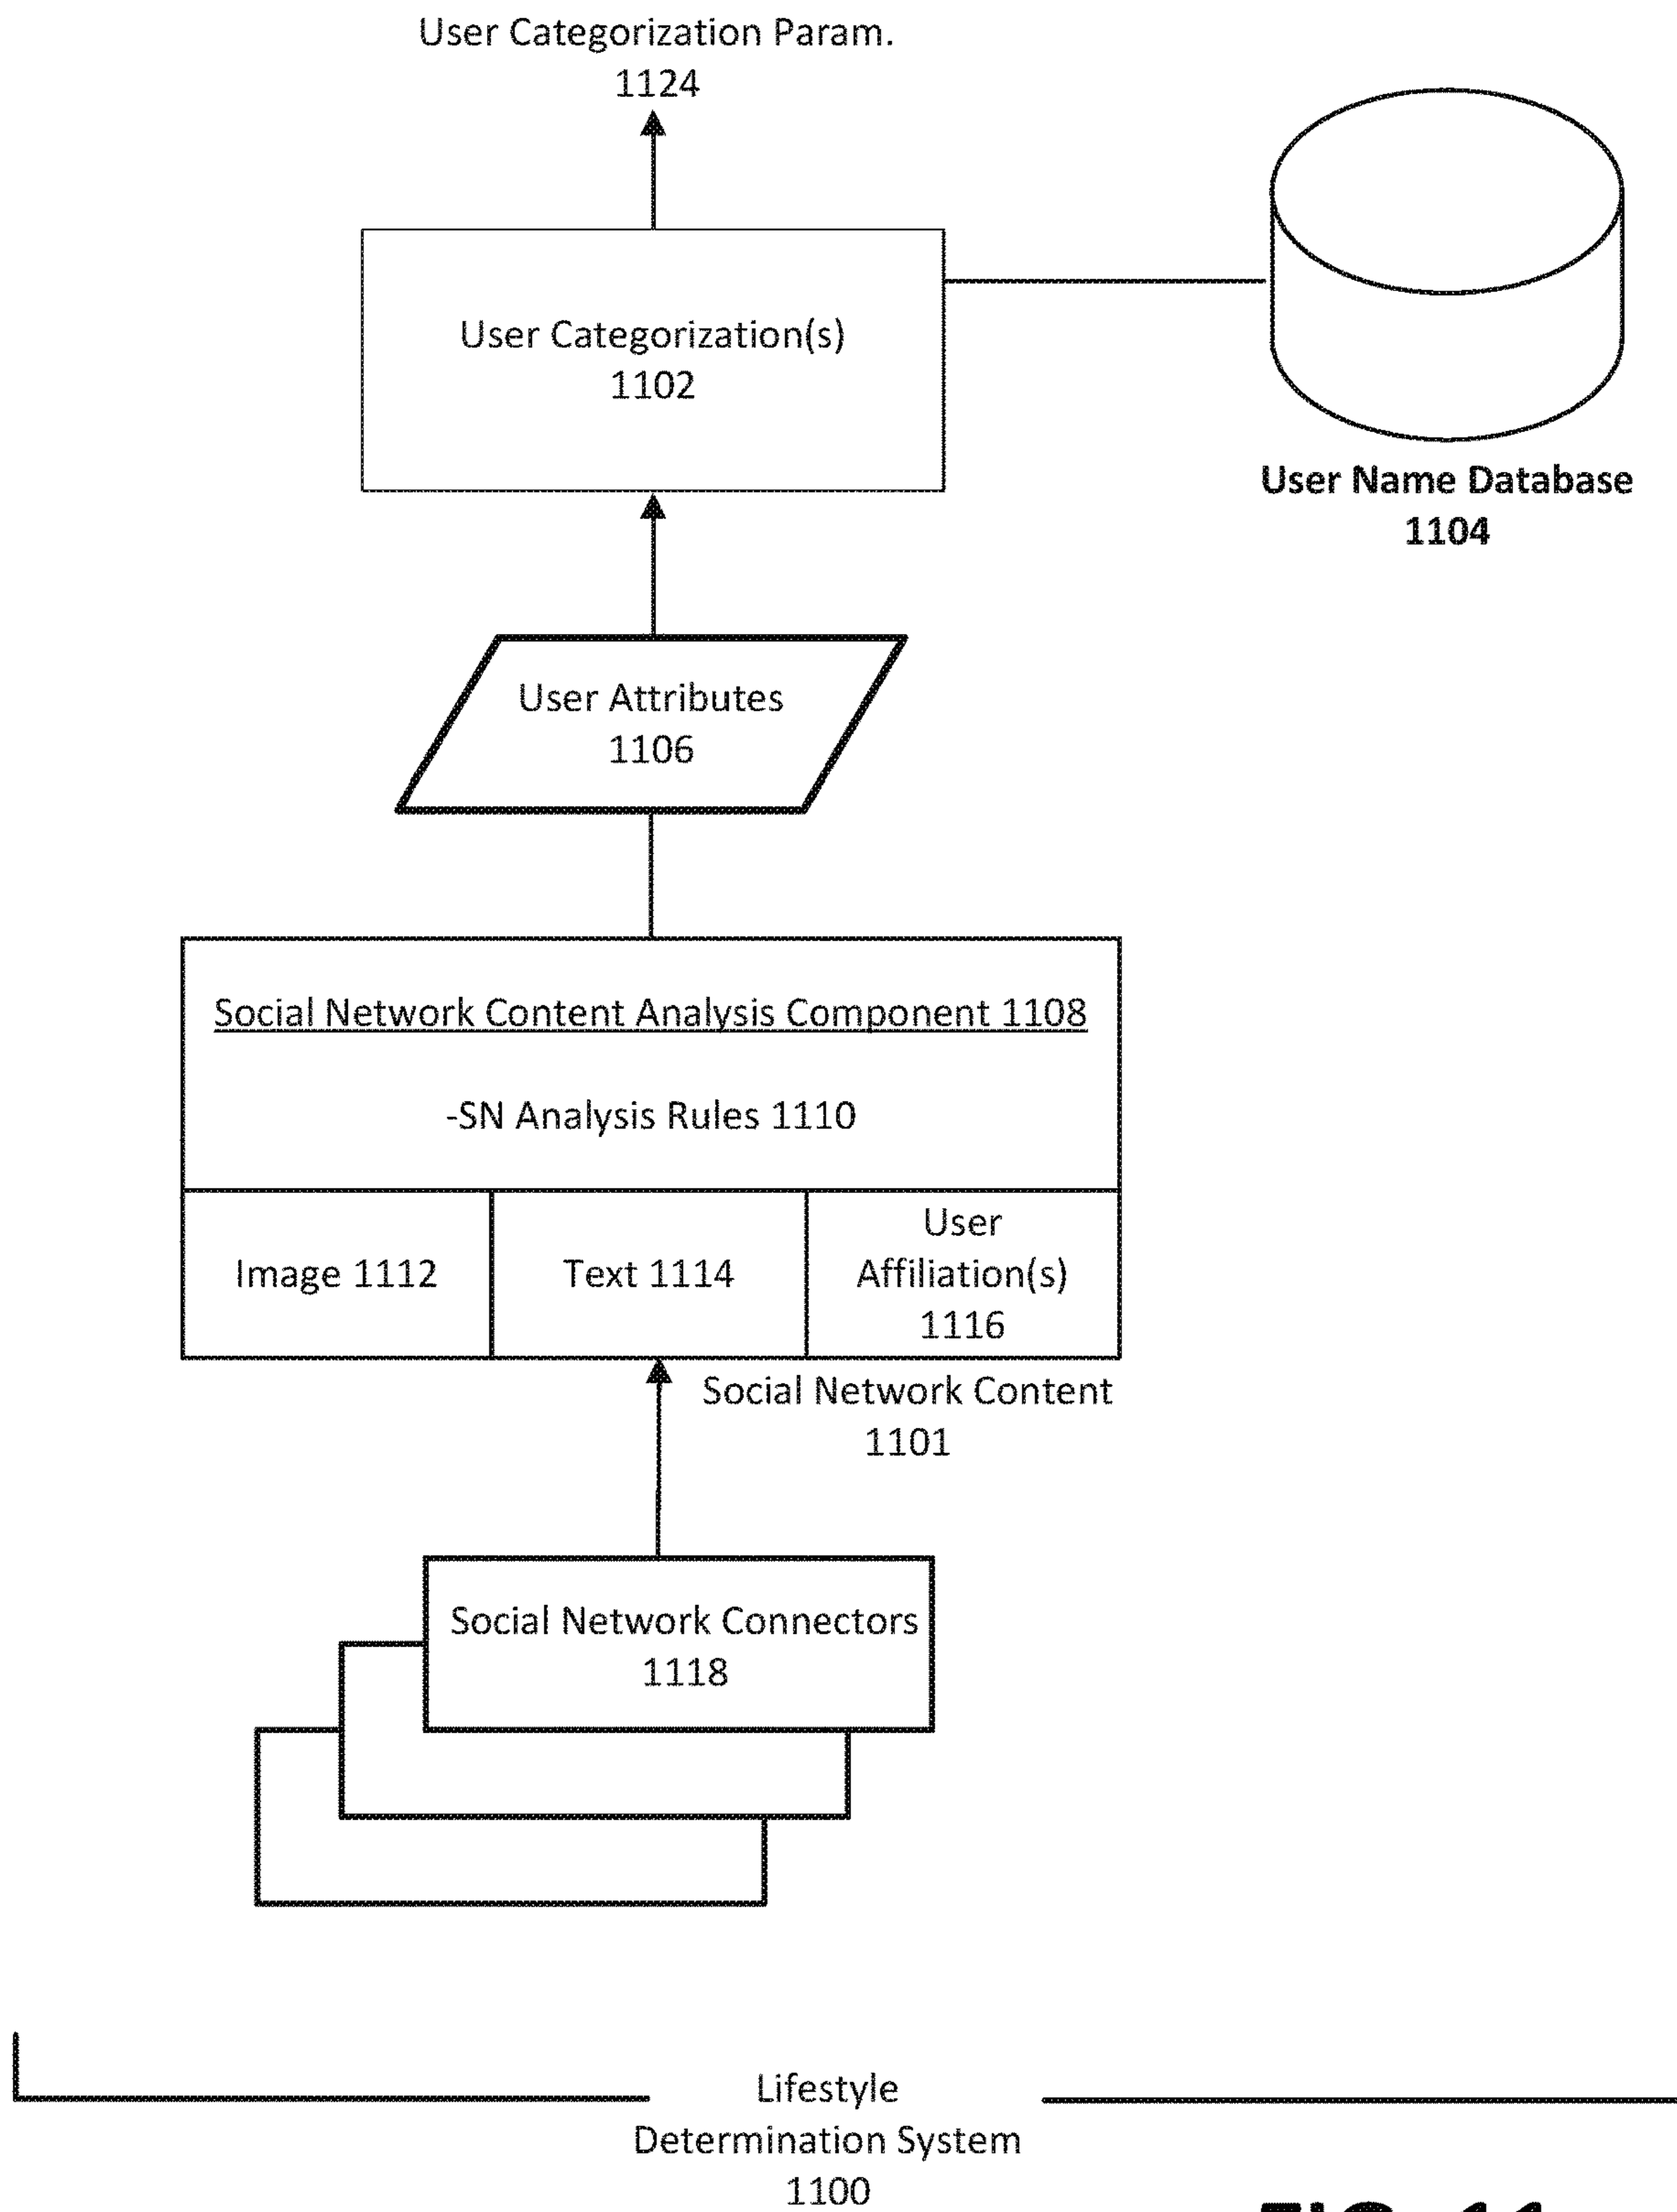 User Categorization Param.
1124
User Categorization(s)
1102
User Name Database
1104
User Attributes
1106
Social Network Content Analysis Component 1108
-SN Analysis Rules 1110
Image 1112
Text 1114
User
Affiliation(s)
1116
Social Network Content
1101
Social Network Connectors
1118
Lifestyle
Determination System
1100
FIG. 11